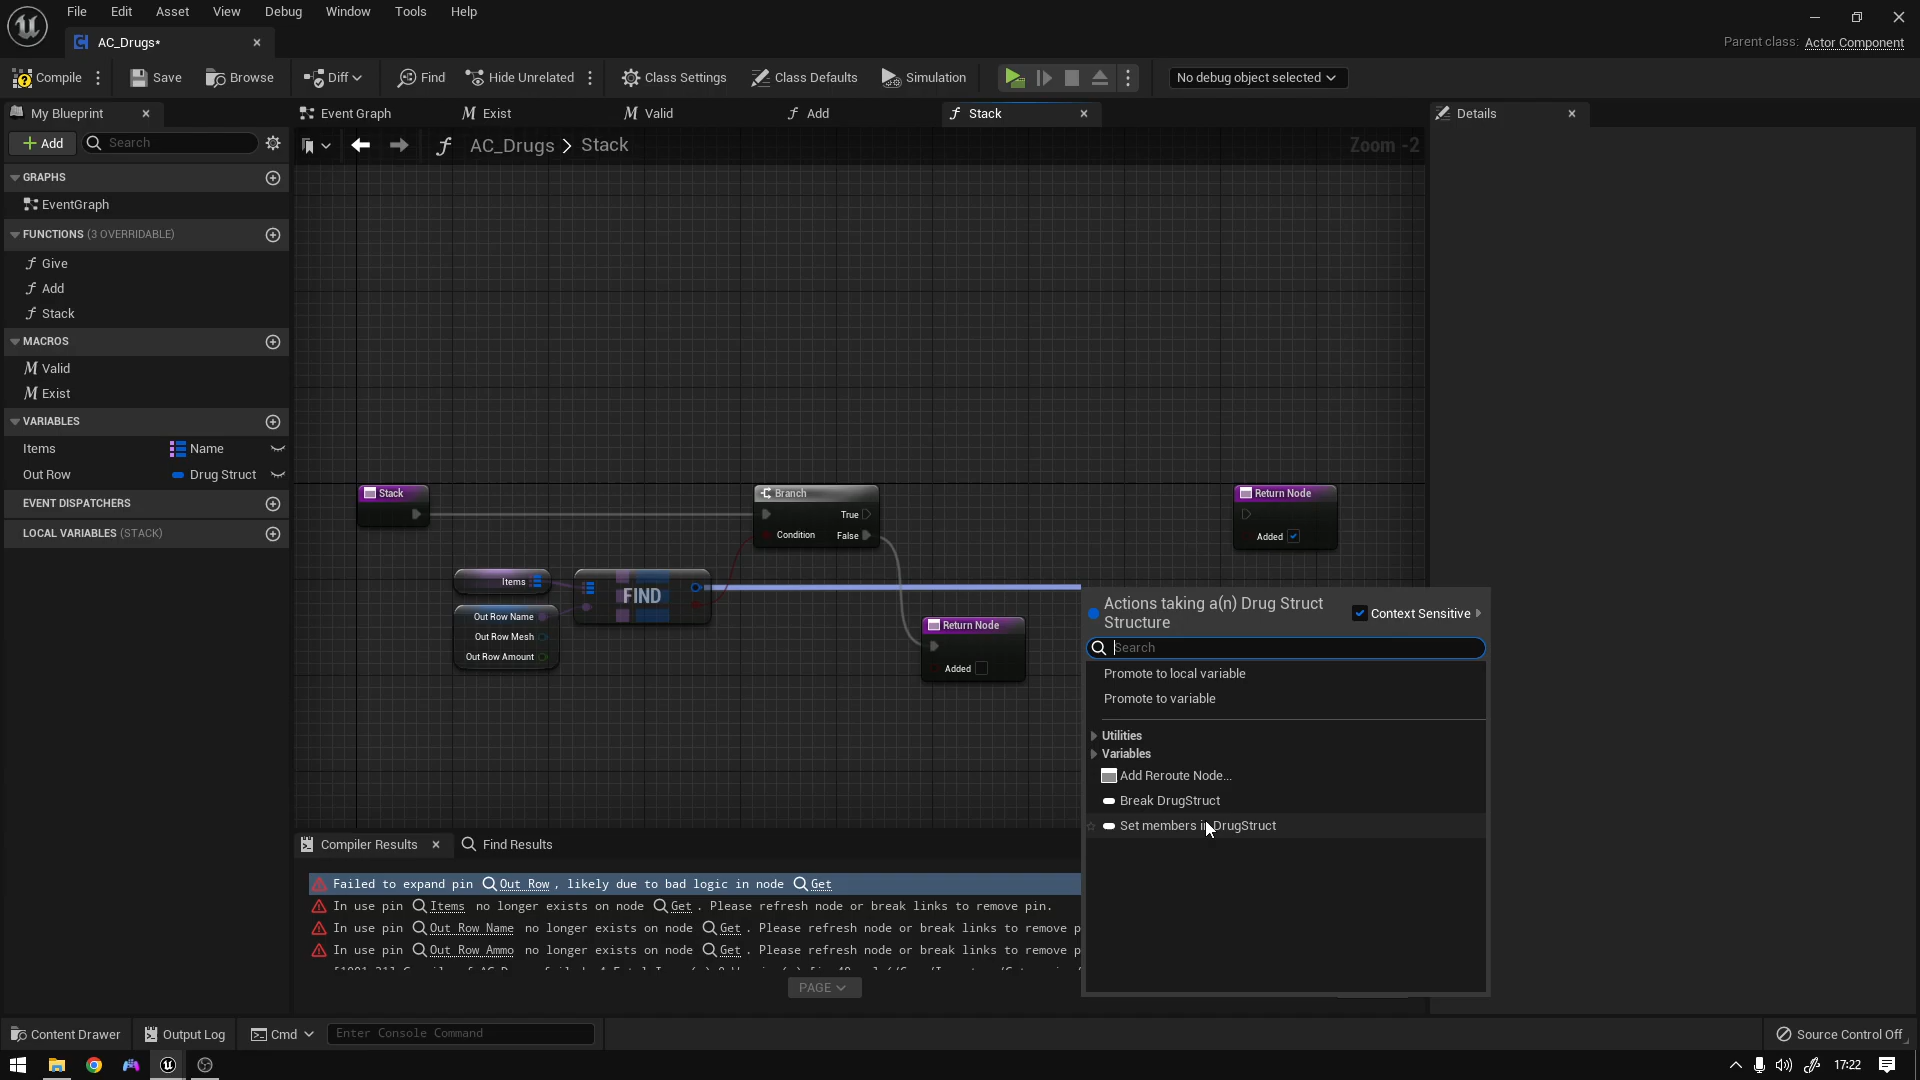 File Edit Asset View Debug Window Tools Help
AC_Drugs*
Parent class: Actor Component
Compile Save Browse Diff Find Hide Unrelated Class Settings Class Defaults Simulation No debug object selected
My Blueprint Event Graph Exist Valid Add Stack Details
Add Search
AC_Drugs > Stack Zoom -2
GRAPHS
EventGraph
FUNCTIONS (3 OVERRIDABLE)
Give
Add
Stack
MACROS
Valid
Exist
VARIABLES
Items Name
Out Row Drug Struct
EVENT DISPATCHERS
LOCAL VARIABLES (STACK)
Stack
Branch
True
Condition False
Return Node
Added
Items
FIND
Out Row Name
Out Row Mesh
Out Row Amount
Return Node
Added
Actions taking a(n) Drug Struct
Structure
Context Sensitive
Search
Promote to local variable
Promote to variable
Utilities
Variables
Add Reroute Node...
Break DrugStruct
Set members in DrugStruct
Compiler Results Find Results
Failed to expand pin Out Row , likely due to bad logic in node Get
In use pin Items no longer exists on node Get . Please refresh node or break links to remove pin.
In use pin Out Row Name no longer exists on node Get . Please refresh node or break links to remove p
In use pin Out Row Ammo no longer exists on node Get . Please refresh node or break links to remove p
PAGE
Content Drawer Output Log Cmd Enter Console Command Source Control Off
17:22